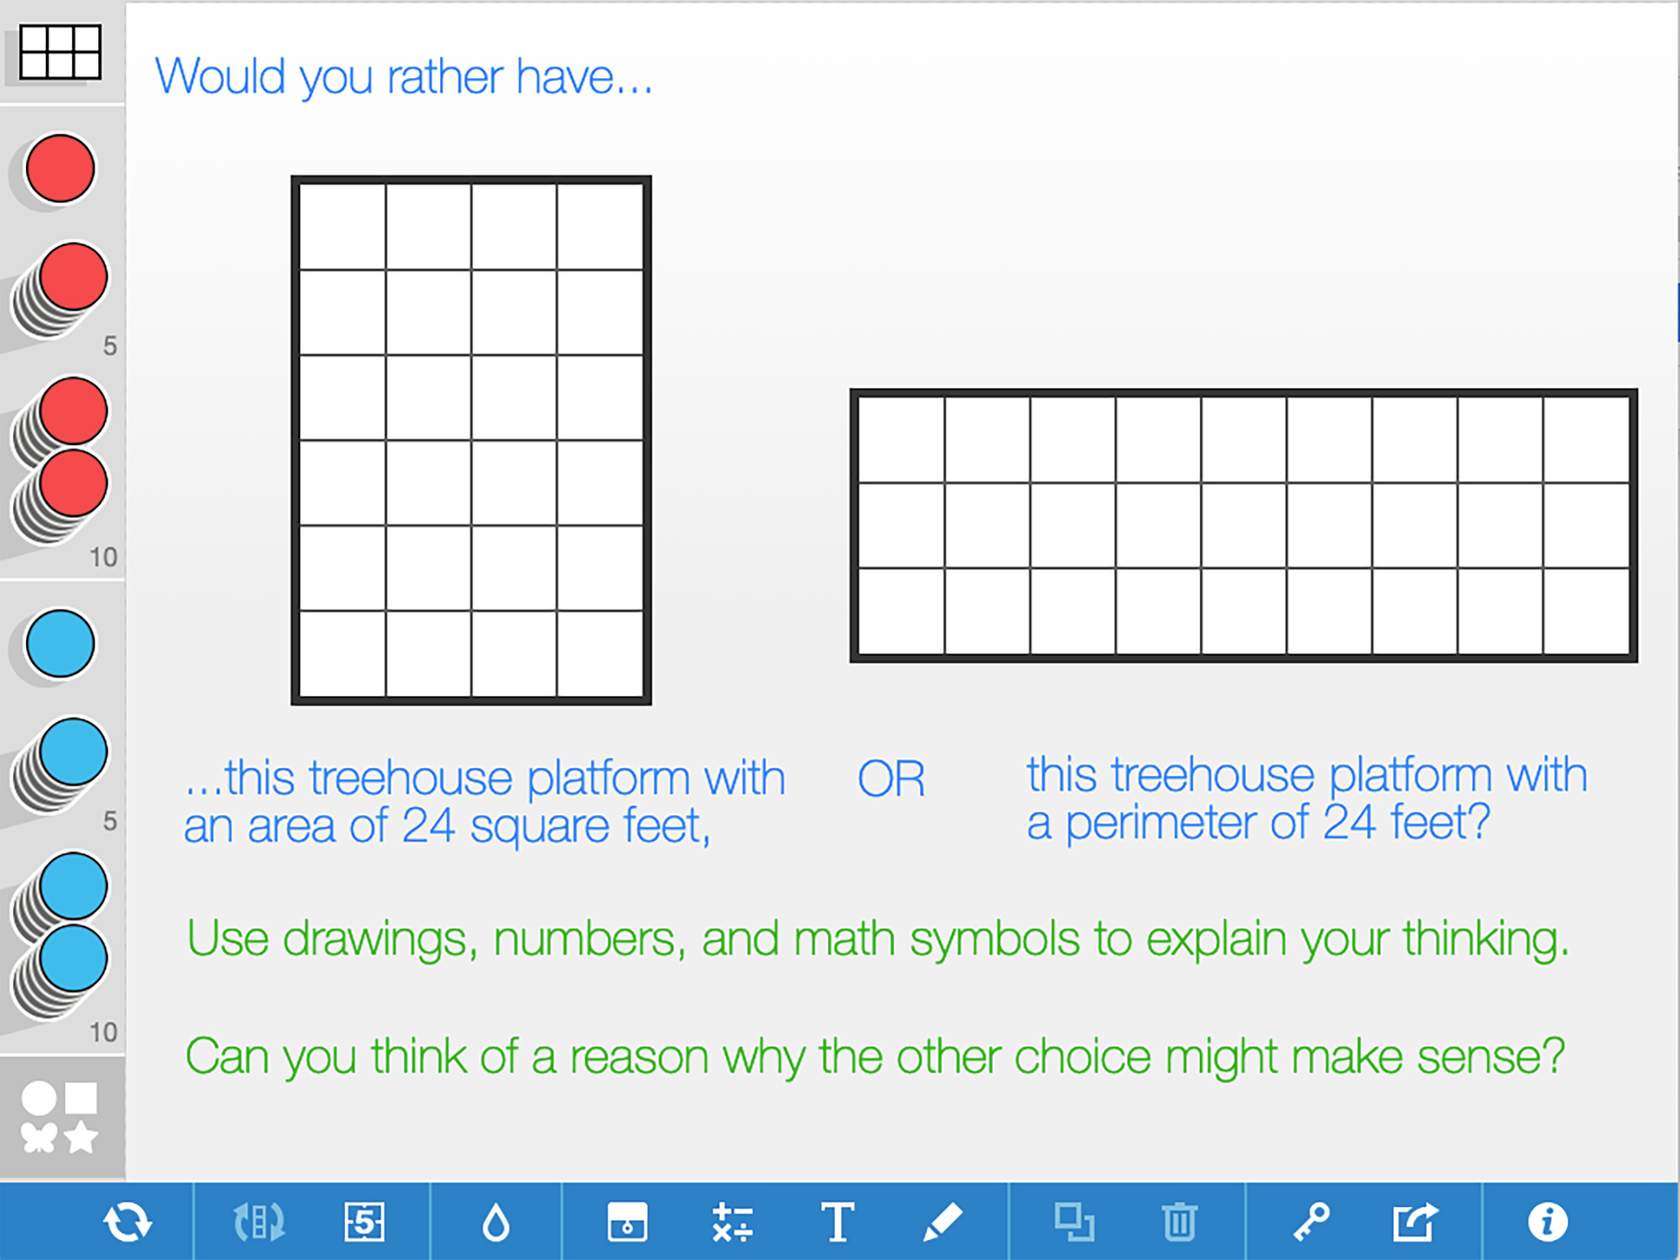 Would you rather have...
5
10
5
10
...this treehouse platform with
an area of 24 square feet,
OR
this treehouse platform with
a perimeter of 24 feet?
Use drawings, numbers, and math symbols to explain your thinking.
Can you think of a reason why the other choice might make sense?
5
+−
×÷
T
i